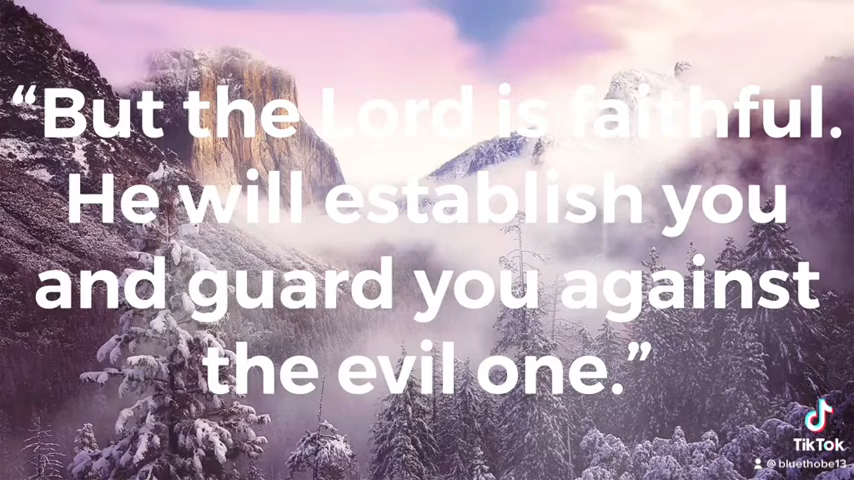 “But the Lord is faithful.
He will establish you
and guard you against
the evil one.”
TikTok
@bluethobe13